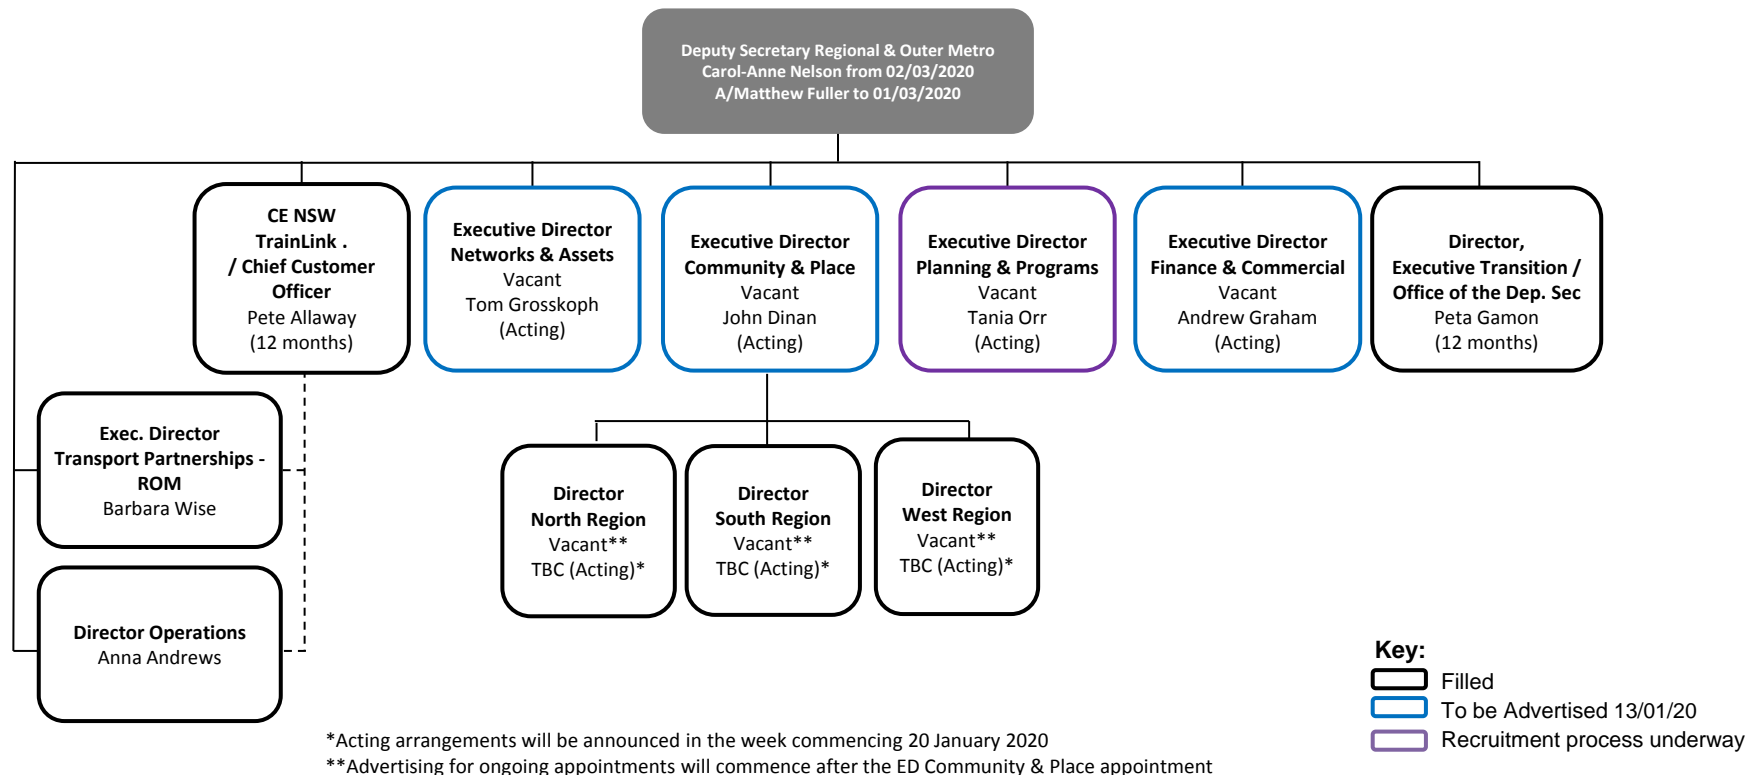 Deputy Secretary Regional & Outer Metro
Carol-Anne Nelson from 02/03/2020
A/Matthew Fuller to 01/03/2020
CE NSW
TrainLink .
/ Chief Customer
Officer
Pete Allaway
(12 months)
Executive Director
Networks & Assets
Vacant
Tom Grosskoph
(Acting)
Executive Director
Community & Place
Vacant
John Dinan
(Acting)
Executive Director
Planning & Programs
Vacant
Tania Orr
(Acting)
Executive Director
Finance & Commercial
Vacant
Andrew Graham
(Acting)
Director,
Executive Transition /
Office of the Dep. Sec
Peta Gamon
(12 months)
Exec. Director
Transport Partnerships -
ROM
Barbara Wise
Director
North Region
Vacant**
TBC (Acting)*
Director
South Region
Vacant**
TBC (Acting)*
Director
West Region
Vacant**
TBC (Acting)*
Director Operations
Anna Andrews
Key:
Filled
To be Advertised 13/01/20
Recruitment process underway
*Acting arrangements will be announced in the week commencing 20 January 2020
**Advertising for ongoing appointments will commence after the ED Community & Place appointment